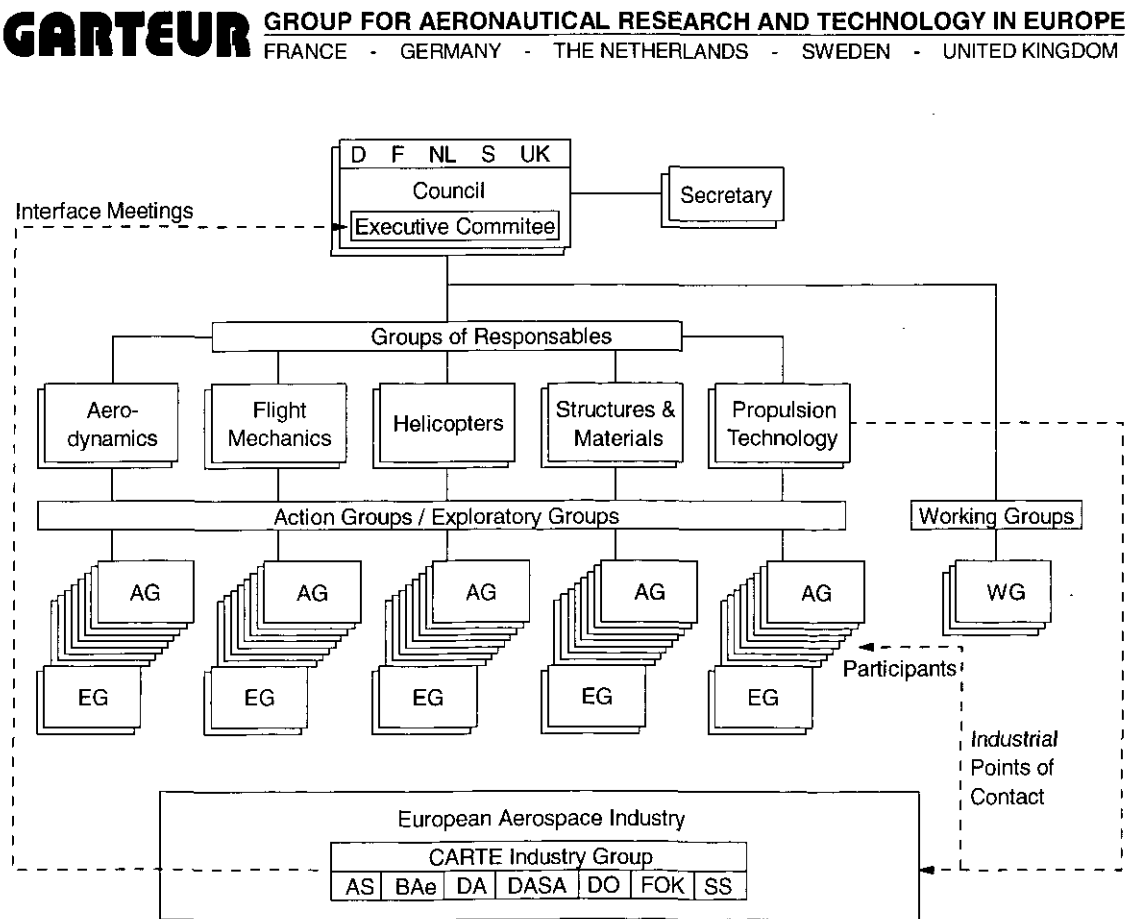 GARTEUR GROUP FOR AERONAUTICAL RESEARCH AND TECHNOLOGY IN EUROPE
FRANCE - GERMANY - THE NETHERLANDS - SWEDEN - UNITED KINGDOM
D F NL S UK
Council
Executive Commitee
Secretary
Interface Meetings
Groups of Responsables
Aero-
dynamics
Flight
Mechanics
Helicopters
Structures &
Materials
Propulsion
Technology
Action Groups / Exploratory Groups
Working Groups
AG
AG
AG
AG
AG
WG
EG
EG
EG
EG
EG
Participants
Industrial
Points of
Contact
European Aerospace Industry
CARTE Industry Group
AS BAe DA DASA DO FOK SS